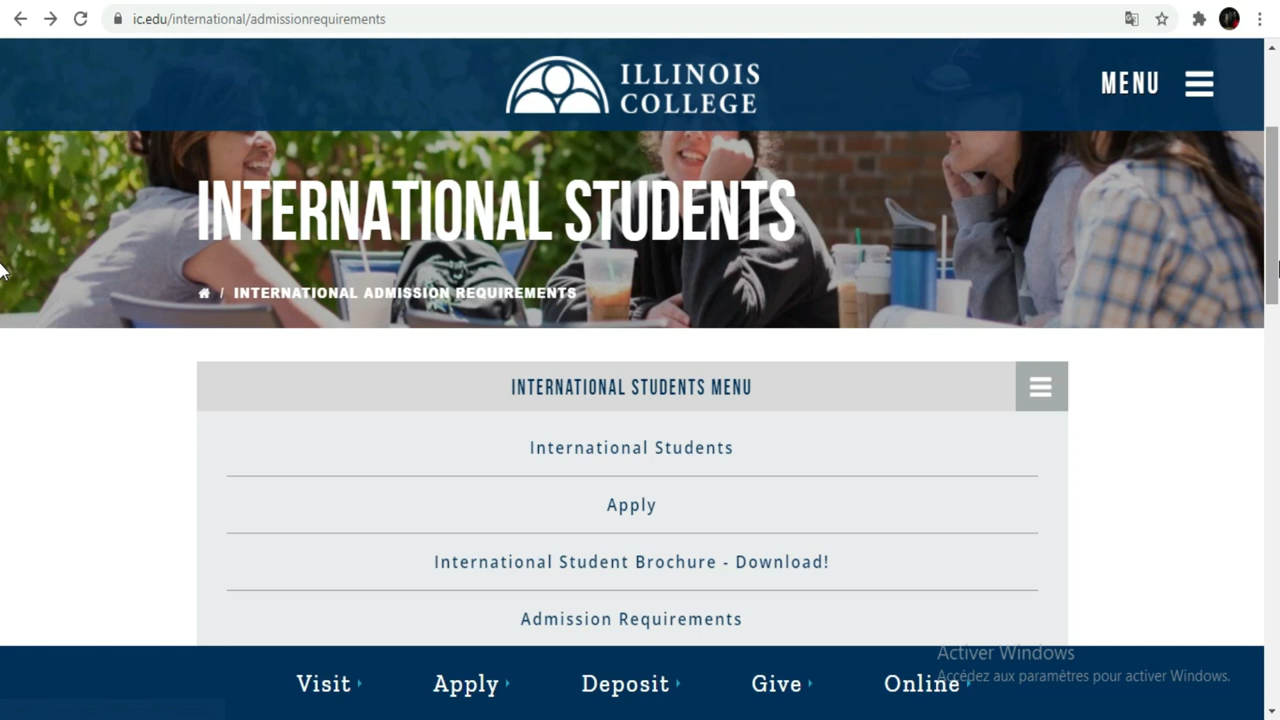 ic.edu/international/admissionrequirements
ILLINOIS
COLLEGE
MENU
INTERNATIONAL STUDENTS
/ INTERNATIONAL ADMISSION REQUIREMENTS
INTERNATIONAL STUDENTS MENU
International Students
Apply
International Student Brochure - Download!
Admission Requirements
Activer Windows
Accédez aux paramètres pour activer Windows.
Visit
Apply
Deposit
Give
Online